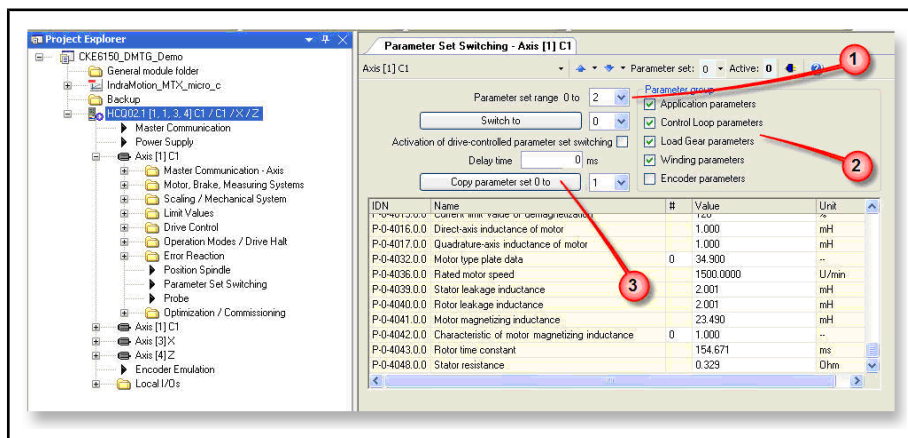 Project Explorer
CKE6150_DMTG_Demo
General module folder
IndraMotion_MTX_micro_c
Backup
HCQ02.1 [1, 1, 3, 4] C1 / C1 / X / Z
Master Communication
Power Supply
Axis [1] C1
Master Communication - Axis
Motor, Brake, Measuring Systems
Scaling / Mechanical System
Limit Values
Drive Control
Operation Modes / Drive Halt
Error Reaction
Position Spindle
Parameter Set Switching
Probe
Optimization / Commissioning
Axis [1] C1
Axis [3] X
Axis [4] Z
Encoder Emulation
Local I/Os
Parameter Set Switching - Axis [1] C1
Axis [1] C1 Parameter set: 0 Active: 0
Parameter set range 0 to 2
Switch to 0
Activation of drive-controlled parameter set switching
Delay time 0 ms
Copy parameter set 0 to 1
Parameter group
Application parameters
Control Loop parameters
Load Gear parameters
Winding parameters
Encoder parameters
1
2
3
IDN Name # Value Unit
P-0-4015.0.0 Current limit value of demagnetization 120 %
P-0-4016.0.0 Direct-axis inductance of motor 1.000 mH
P-0-4017.0.0 Quadrature-axis inductance of motor 1.000 mH
P-0-4032.0.0 Motor type plate data 0 34.900 --
P-0-4036.0.0 Rated motor speed 1500.0000 U/min
P-0-4039.0.0 Stator leakage inductance 2.001 mH
P-0-4040.0.0 Rotor leakage inductance 2.001 mH
P-0-4041.0.0 Motor magnetizing inductance 23.490 mH
P-0-4042.0.0 Characteristic of motor magnetizing inductance 0 1.000 --
P-0-4043.0.0 Rotor time constant 154.671 ms
P-0-4048.0.0 Stator resistance 0.329 Ohm